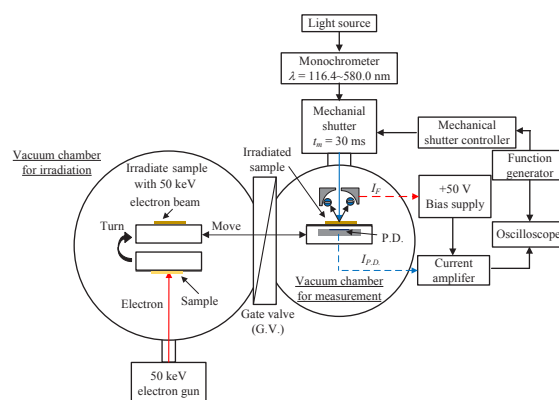 Light source
Monochrometer
λ = 116.4~580.0 nm
Mechanial
shutter
tm = 30 ms
Mechanical
shutter controller
Function
generator
Vacuum chamber
for irradiation
Irradiate sample
with 50 keV
electron beam
Irradiated
sample
IF
+50 V
Bias supply
Oscilloscope
Turn
Move
P.D.
IP.D.
Current
amplifer
Sample
Electron
Vacuum chamber
for measurement
Gate valve
(G.V.)
50 keV
electron gun